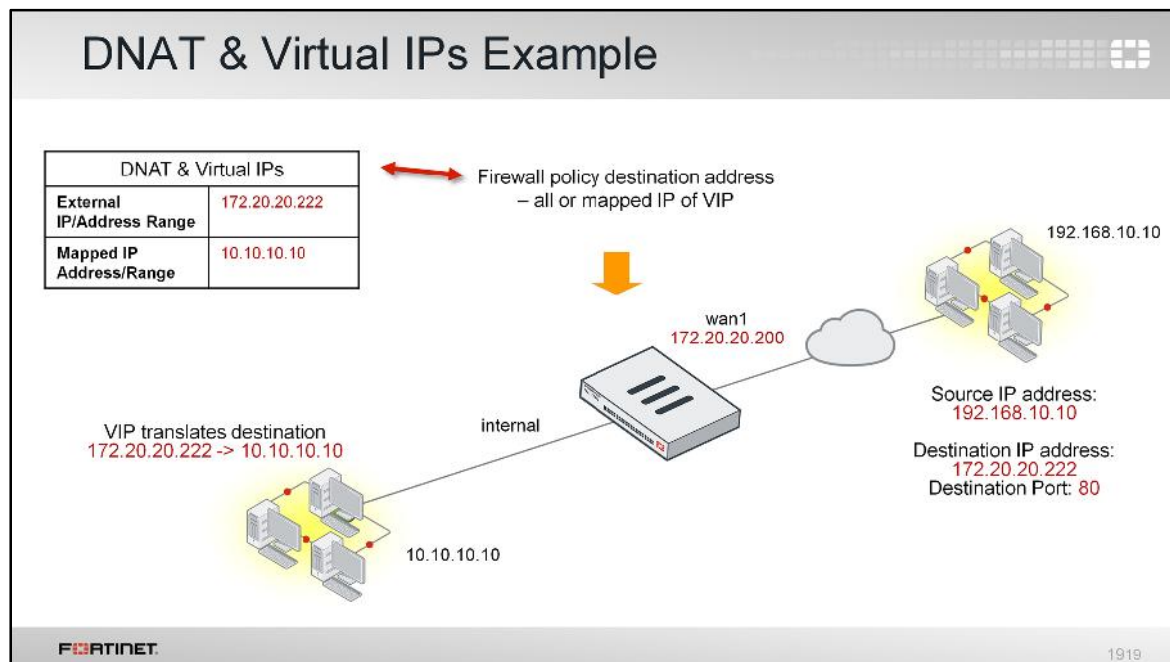 DNAT & Virtual IPs Example
DNAT & Virtual IPs
External IP/Address Range
172.20.20.222
Mapped IP Address/Range
10.10.10.10
Firewall policy destination address
– all or mapped IP of VIP
192.168.10.10
wan1
172.20.20.200
Source IP address:
192.168.10.10
Destination IP address:
172.20.20.222
Destination Port: 80
internal
VIP translates destination
172.20.20.222 -> 10.10.10.10
10.10.10.10
FORTINET
1919